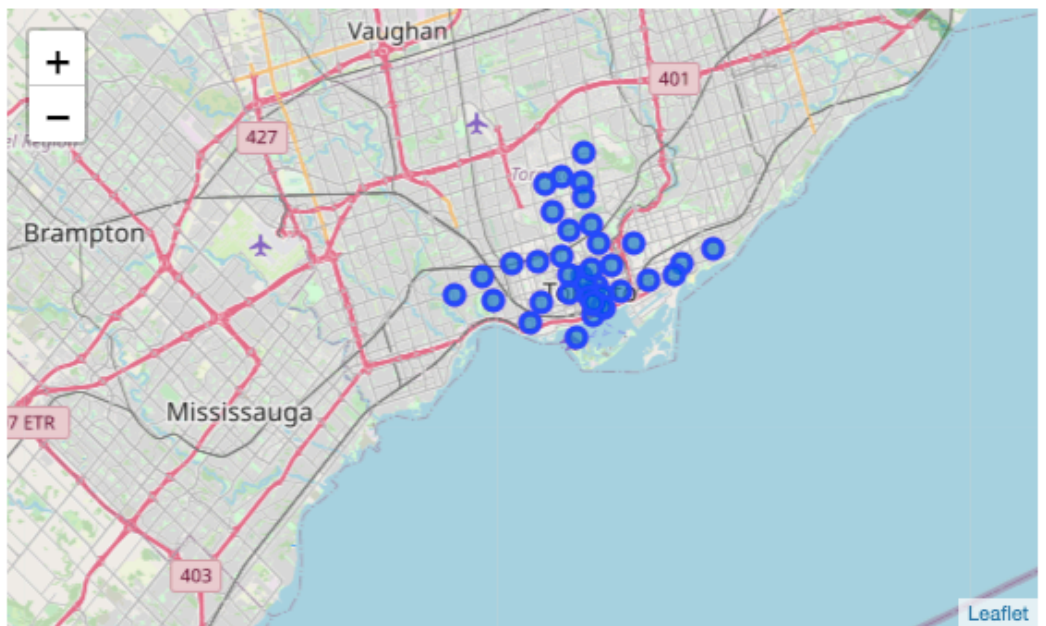 Vaughan
+
401
−
427
Brampton
Mississauga
7 ETR
403
Leaflet